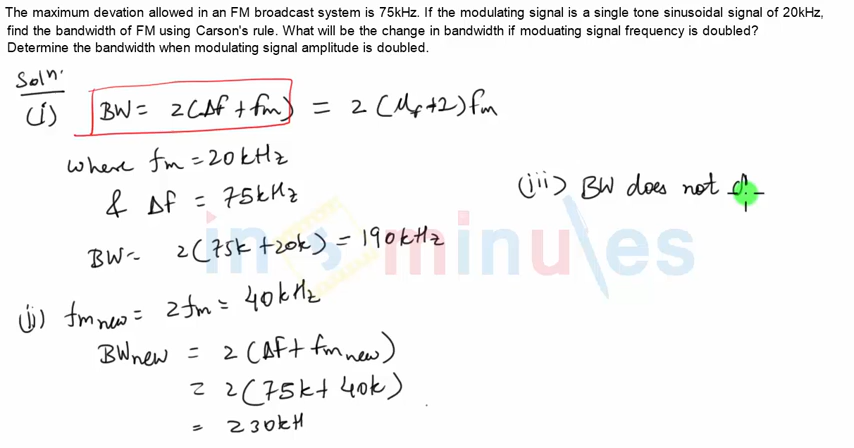 The maximum devation allowed in an FM broadcast system is 75kHz. If the modulating signal is a single tone sinusoidal signal of 20kHz,
find the bandwidth of FM using Carson's rule. What will be the change in bandwidth if moduating signal frequency is doubled?
Determine the bandwidth when modulating signal amplitude is doubled.
Solⁿ.
(i) BW = 2(Δf + fm) = 2 (Mf+2) fm
where fm = 20kHz
& Δf = 75kHz
BW = 2(75k + 20k) = 190kHz
(ii) fm new = 2fm = 40kHz
BWnew = 2 (Δf + fm new)
= 2(75k + 40k)
= 230kH
(iii) BW does not
in minutes